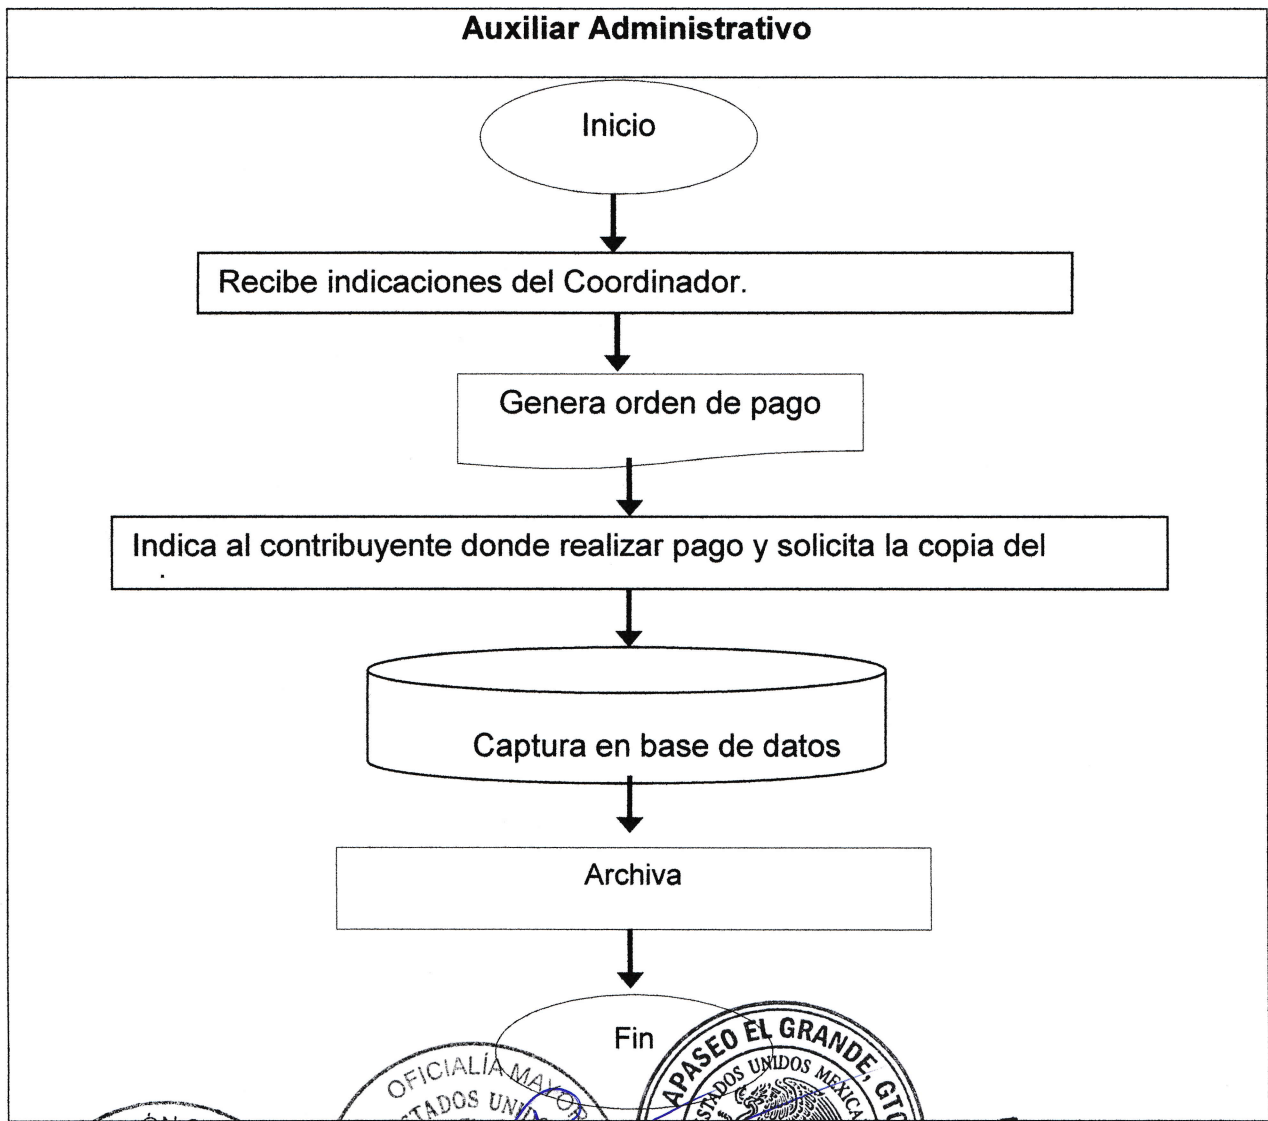 Auxiliar Administrativo
Inicio
Recibe indicaciones del Coordinador.
Genera orden de pago
Indica al contribuyente donde realizar pago y solicita la copia del
Captura en base de datos
Archiva
Fin
OFICIALÍA MAYOR
APASEO EL GRANDE, GTO
ESTADOS UNIDOS